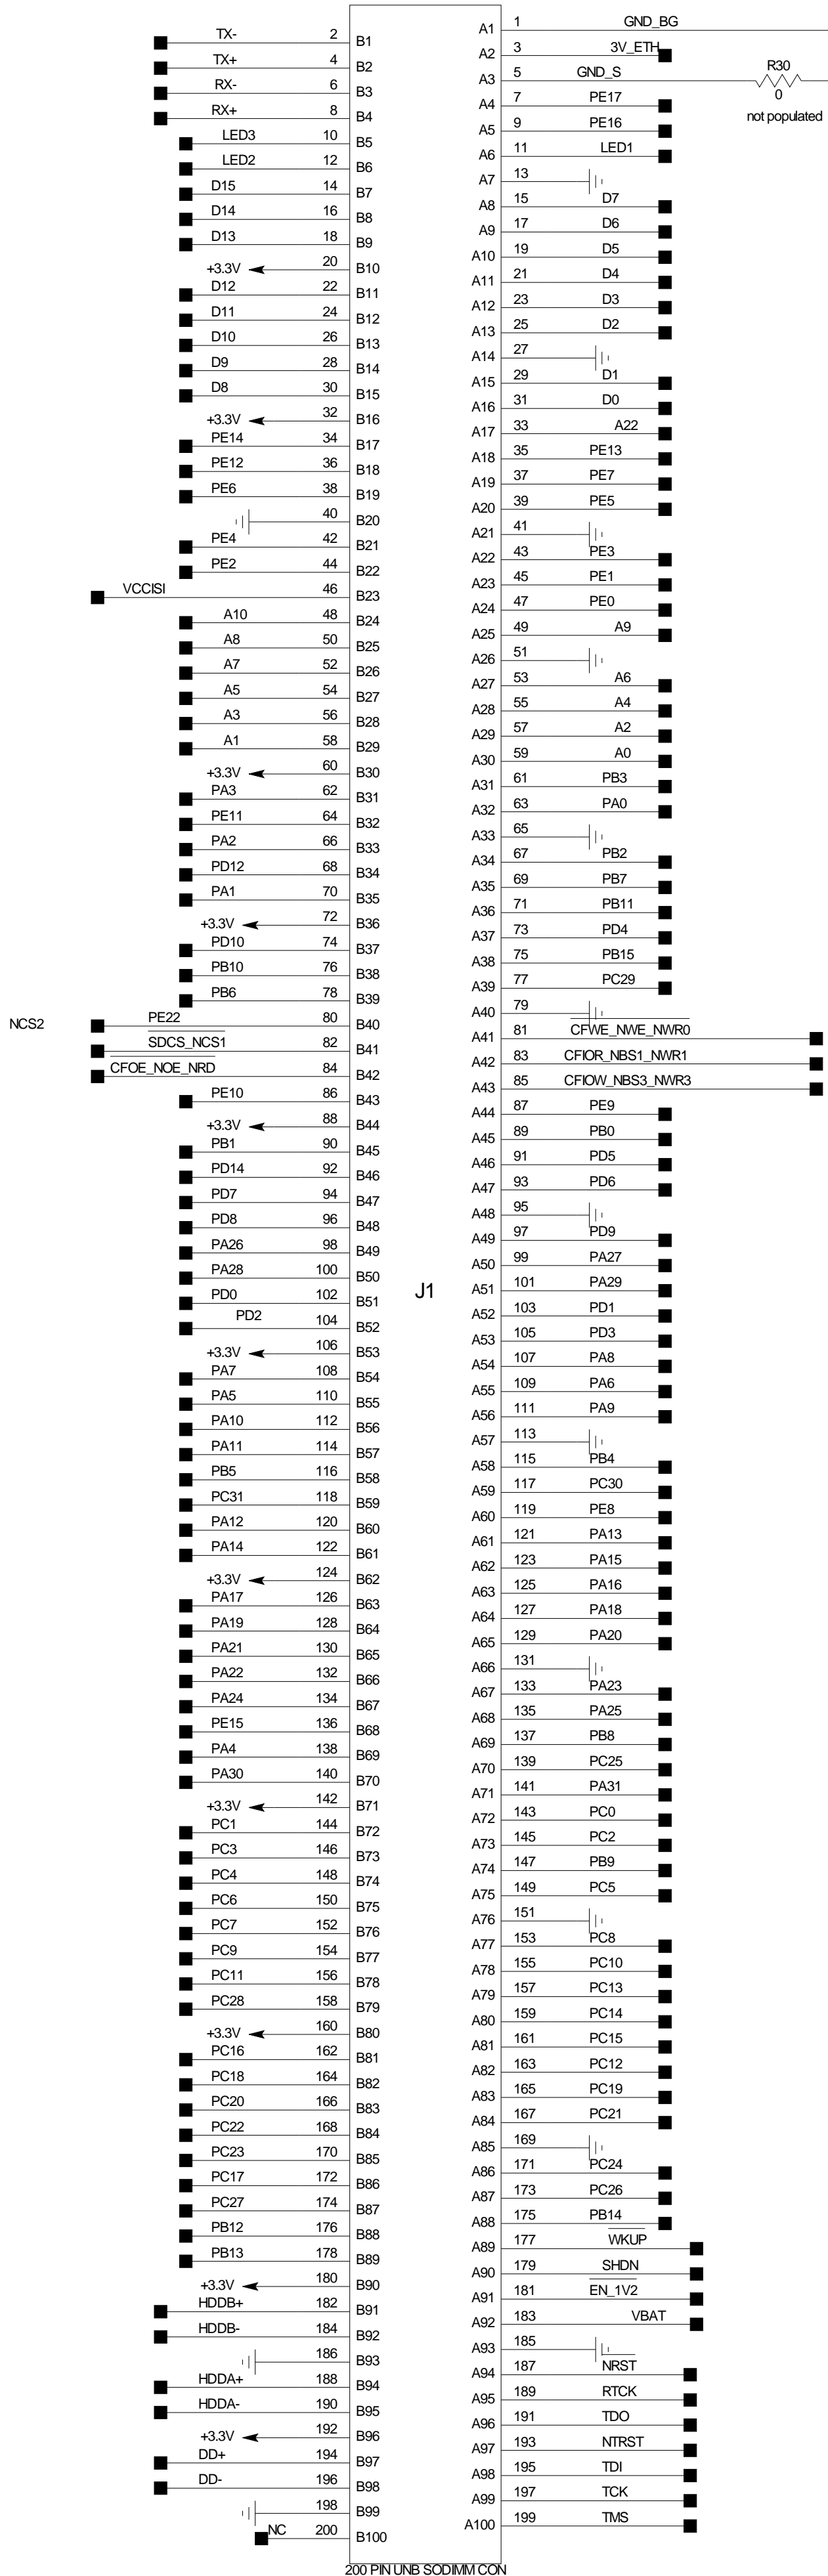 A1 1 GND_BG
TX- 2 B1
A2 3 3V_ETH
TX+ 4 B2
A3 5 GND_S R30
0
not populated
RX- 6 B3
A4 7 PE17
RX+ 8 B4
A5 9 PE16
LED3 10 B5
A6 11 LED1
LED2 12 B6
A7 13
D15 14 B7
A8 15 D7
D14 16 B8
A9 17 D6
D13 18 B9
A10 19 D5
+3.3V 20 B10
A11 21 D4
D12 22 B11
A12 23 D3
D11 24 B12
A13 25 D2
D10 26 B13
A14 27
D9 28 B14
A15 29 D1
D8 30 B15
A16 31 D0
+3.3V 32 B16
A17 33 A22
PE14 34 B17
A18 35 PE13
PE12 36 B18
A19 37 PE7
PE6 38 B19
A20 39 PE5
40 B20
A21 41
PE4 42 B21
A22 43 PE3
PE2 44 B22
A23 45 PE1
VCCISI 46 B23
A24 47 PE0
A10 48 B24
A25 49 A9
A8 50 B25
A26 51
A7 52 B26
A27 53 A6
A5 54 B27
A28 55 A4
A3 56 B28
A29 57 A2
A1 58 B29
A30 59 A0
+3.3V 60 B30
A31 61 PB3
PA3 62 B31
A32 63 PA0
PE11 64 B32
A33 65
PA2 66 B33
A34 67 PB2
PD12 68 B34
A35 69 PB7
PA1 70 B35
A36 71 PB11
+3.3V 72 B36
A37 73 PD4
PD10 74 B37
A38 75 PB15
PB10 76 B38
A39 77 PC29
PB6 78 B39
A40 79
NCS2 PE22 80 B40
A41 81 CFWE_NWE_NWR0
SDCS_NCS1 82 B41
A42 83 CFIOR_NBS1_NWR1
CFOE_NOE_NRD 84 B42
A43 85 CFIOW_NBS3_NWR3
PE10 86 B43
A44 87 PE9
+3.3V 88 B44
A45 89 PB0
PB1 90 B45
A46 91 PD5
PD14 92 B46
A47 93 PD6
PD7 94 B47
A48 95
PD8 96 B48
A49 97 PD9
PA26 98 B49
A50 99 PA27
PA28 100 B50
J1
A51 101 PA29
PD0 102 B51
A52 103 PD1
PD2 104 B52
A53 105 PD3
+3.3V 106 B53
A54 107 PA8
PA7 108 B54
A55 109 PA6
PA5 110 B55
A56 111 PA9
PA10 112 B56
A57 113
PA11 114 B57
A58 115 PB4
PB5 116 B58
A59 117 PC30
PC31 118 B59
A60 119 PE8
PA12 120 B60
A61 121 PA13
PA14 122 B61
A62 123 PA15
+3.3V 124 B62
A63 125 PA16
PA17 126 B63
A64 127 PA18
PA19 128 B64
A65 129 PA20
PA21 130 B65
A66 131
PA22 132 B66
A67 133 PA23
PA24 134 B67
A68 135 PA25
PE15 136 B68
A69 137 PB8
PA4 138 B69
A70 139 PC25
PA30 140 B70
A71 141 PA31
+3.3V 142 B71
A72 143 PC0
PC1 144 B72
A73 145 PC2
PC3 146 B73
A74 147 PB9
PC4 148 B74
A75 149 PC5
PC6 150 B75
A76 151
PC7 152 B76
A77 153 PC8
PC9 154 B77
A78 155 PC10
PC11 156 B78
A79 157 PC13
PC28 158 B79
A80 159 PC14
+3.3V 160 B80
A81 161 PC15
PC16 162 B81
A82 163 PC12
PC18 164 B82
A83 165 PC19
PC20 166 B83
A84 167 PC21
PC22 168 B84
A85 169
PC23 170 B85
A86 171 PC24
PC17 172 B86
A87 173 PC26
PC27 174 B87
A88 175 PB14
PB12 176 B88
A89 177 WKUP
PB13 178 B89
A90 179 SHDN
+3.3V 180 B90
A91 181 EN_1V2
HDDB+ 182 B91
A92 183 VBAT
HDDB- 184 B92
A93 185
186 B93
A94 187 NRST
HDDA+ 188 B94
A95 189 RTCK
HDDA- 190 B95
A96 191 TDO
+3.3V 192 B96
A97 193 NTRST
DD+ 194 B97
A98 195 TDI
DD- 196 B98
A99 197 TCK
198 B99
A100 199 TMS
NC 200 B100
200 PIN UNB SODIMM CON